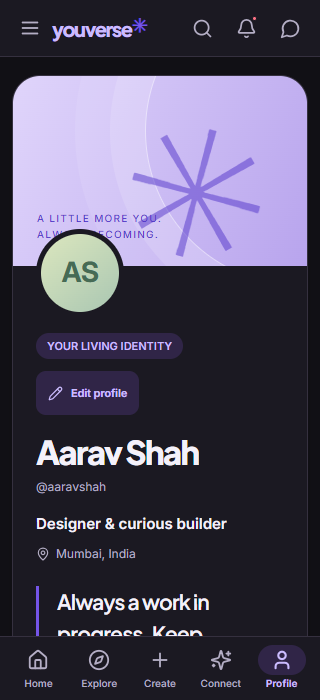 youverse
A LITTLE MORE YOU.
ECOMING.
AS
YOUR LIVING IDENTITY
Edit profile
Aarav Shah
@aaravshah
Designer & curious builder
Mumbai, India
Always a work in
progress. Keep
Home
Explore
Create
Connect
Profile